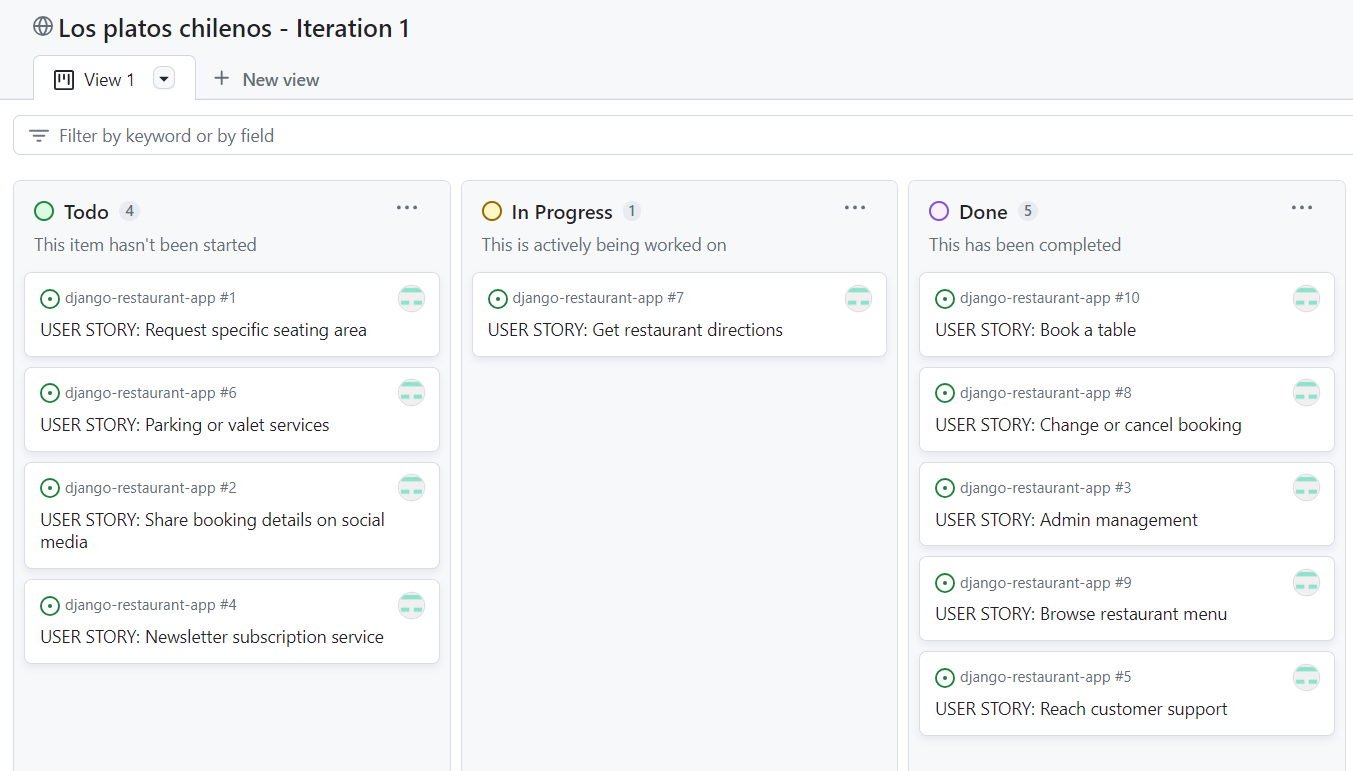 Los platos chilenos - Iteration 1
View 1
New view
Filter by keyword or by field
Todo 4
This item hasn't been started
django-restaurant-app #1
USER STORY: Request specific seating area
django-restaurant-app #6
USER STORY: Parking or valet services
django-restaurant-app #2
USER STORY: Share booking details on social
media
django-restaurant-app #4
USER STORY: Newsletter subscription service
In Progress 1
This is actively being worked on
django-restaurant-app #7
USER STORY: Get restaurant directions
Done 5
This has been completed
django-restaurant-app #10
USER STORY: Book a table
django-restaurant-app #8
USER STORY: Change or cancel booking
django-restaurant-app #3
USER STORY: Admin management
django-restaurant-app #9
USER STORY: Browse restaurant menu
django-restaurant-app #5
USER STORY: Reach customer support